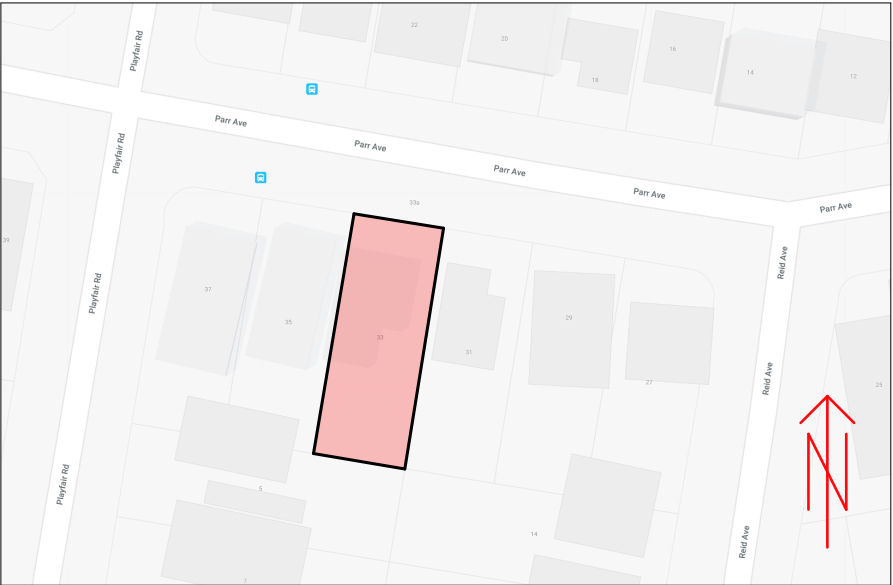 Playfair Rd
22
20
16
14
12
18
Parr Ave
Playfair Rd
Parr Ave
Parr Ave
Parr Ave
33a
Parr Ave
39
Reid Ave
37
Playfair Rd
35
33
29
31
Reid Ave
27
25
Playfair Rd
5
N
14
Reid Ave
7